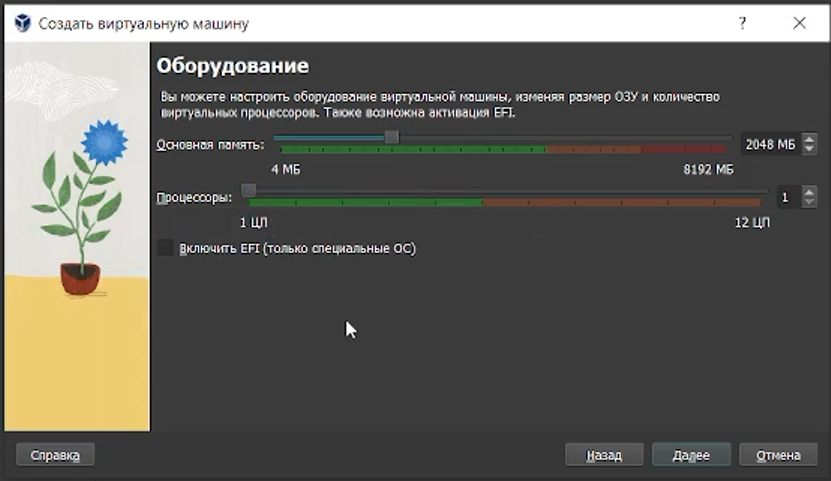 Создать виртуальную машину
?
Оборудование
Вы можете настроить оборудование виртуальной машины, изменяя размер ОЗУ и количество
виртуальных процессоров. Также возможна активация EFI.
Основная память: 2048 МБ
4 МБ 8192 МБ
Процессоры: 1
1 ЦП 12 ЦП
Включить EFI (только специальные ОС)
Справка Назад Далее Отмена